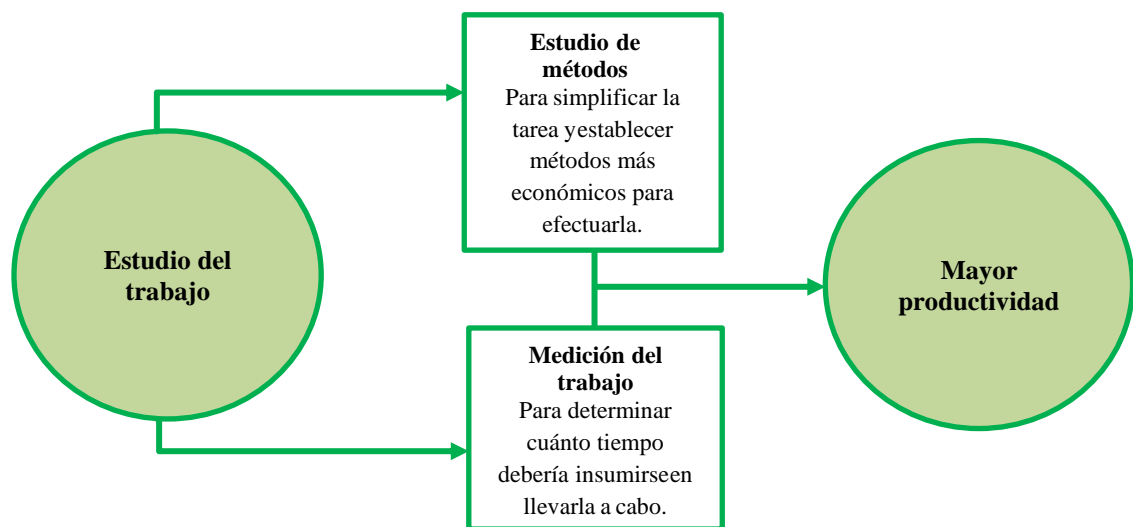 Estudio de
métodos
Para simplificar la
tarea yestablecer
métodos más
económicos para
efectuarla.
Estudio del
trabajo
Mayor
productividad
Medición del
trabajo
Para determinar
cuánto tiempo
debería insumirseen
llevarla a cabo.